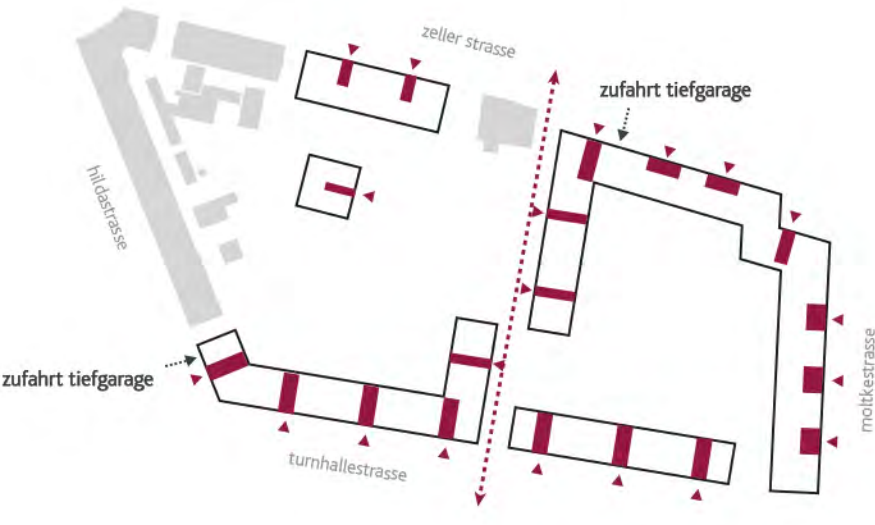 zeller strasse
zufahrt tiefgarage
hildastrasse
zufahrt tiefgarage
moltkestrasse
turnhallestrasse